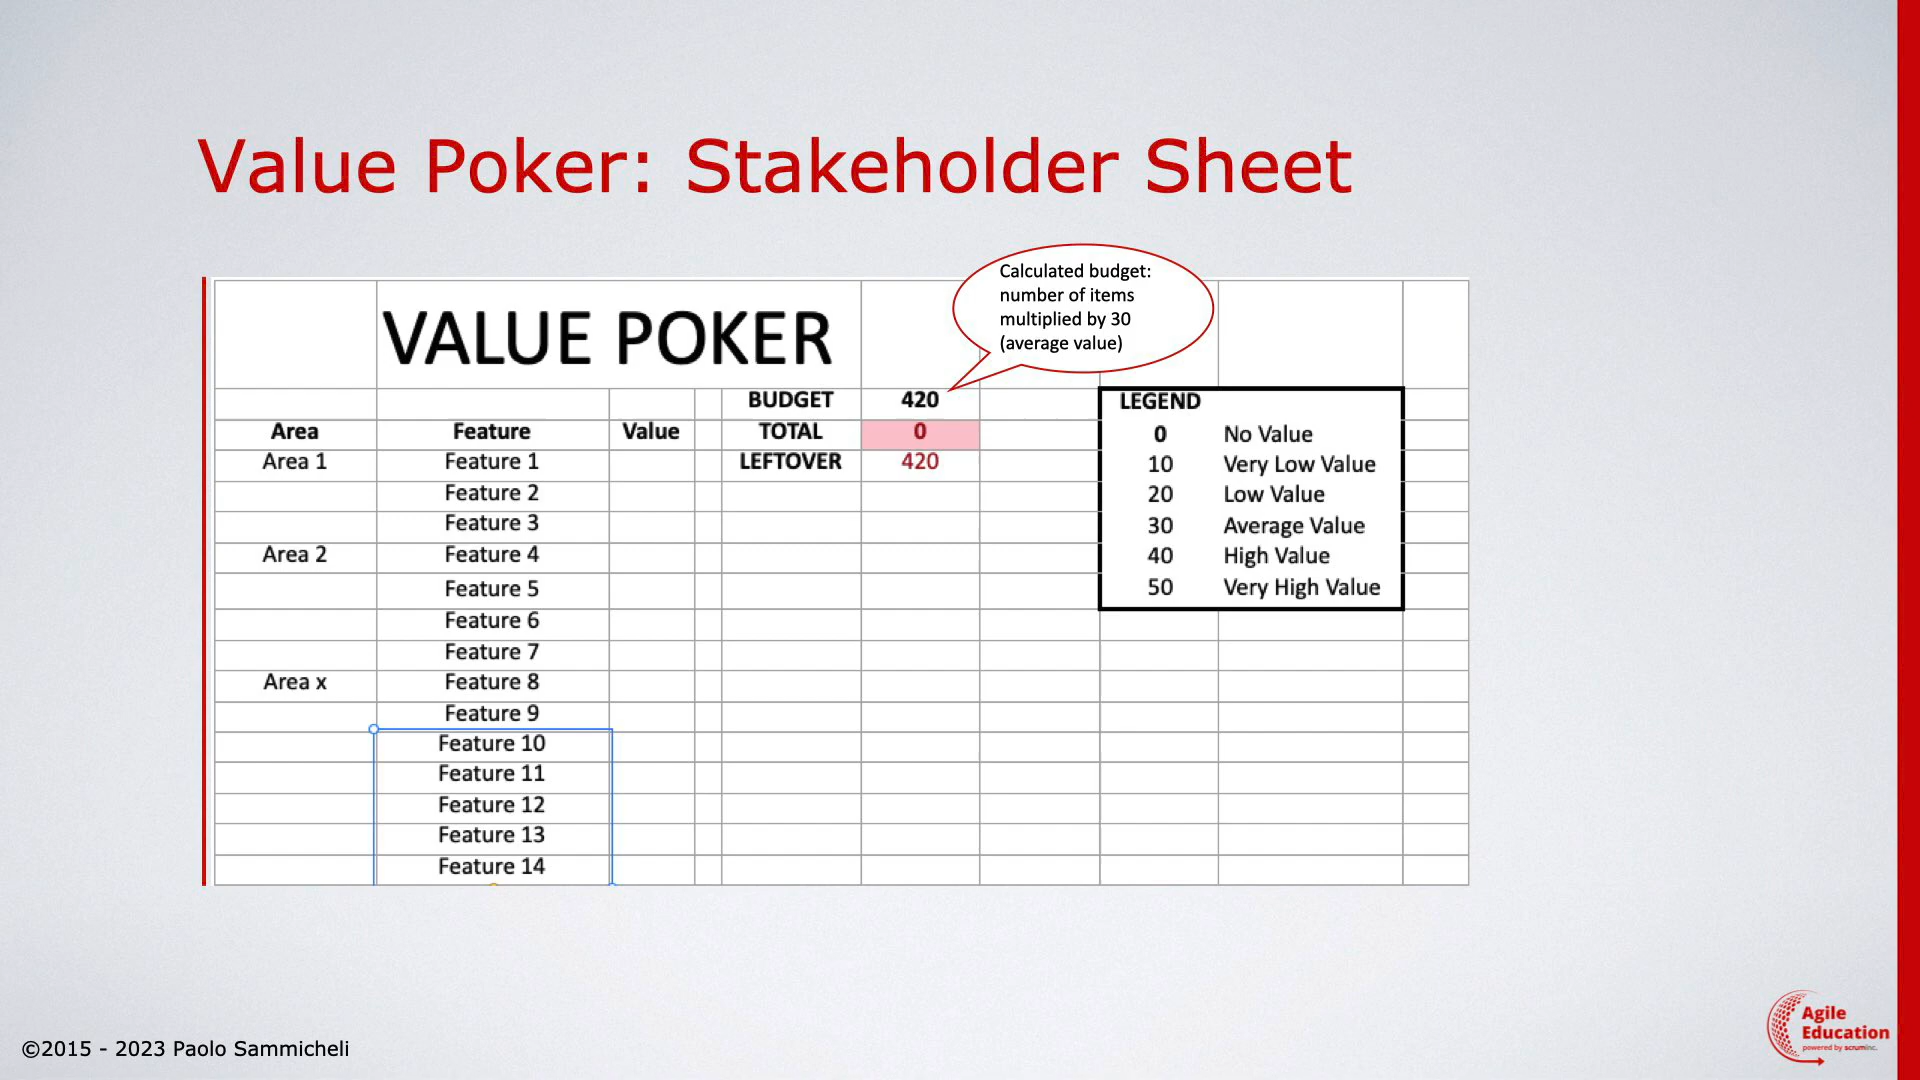 Value Poker: Stakeholder Sheet
Calculated budget:
number of items
multiplied by 30
(average value)
VALUE POKER
BUDGET 420
Area Feature Value TOTAL 0
Area 1 Feature 1 LEFTOVER 420
Feature 2
Feature 3
Area 2 Feature 4
Feature 5
Feature 6
Feature 7
Area x Feature 8
Feature 9
Feature 10
Feature 11
Feature 12
Feature 13
Feature 14
LEGEND
0 No Value
10 Very Low Value
20 Low Value
30 Average Value
40 High Value
50 Very High Value
©2015 - 2023 Paolo Sammicheli
Agile
Education
powered by scruminc.